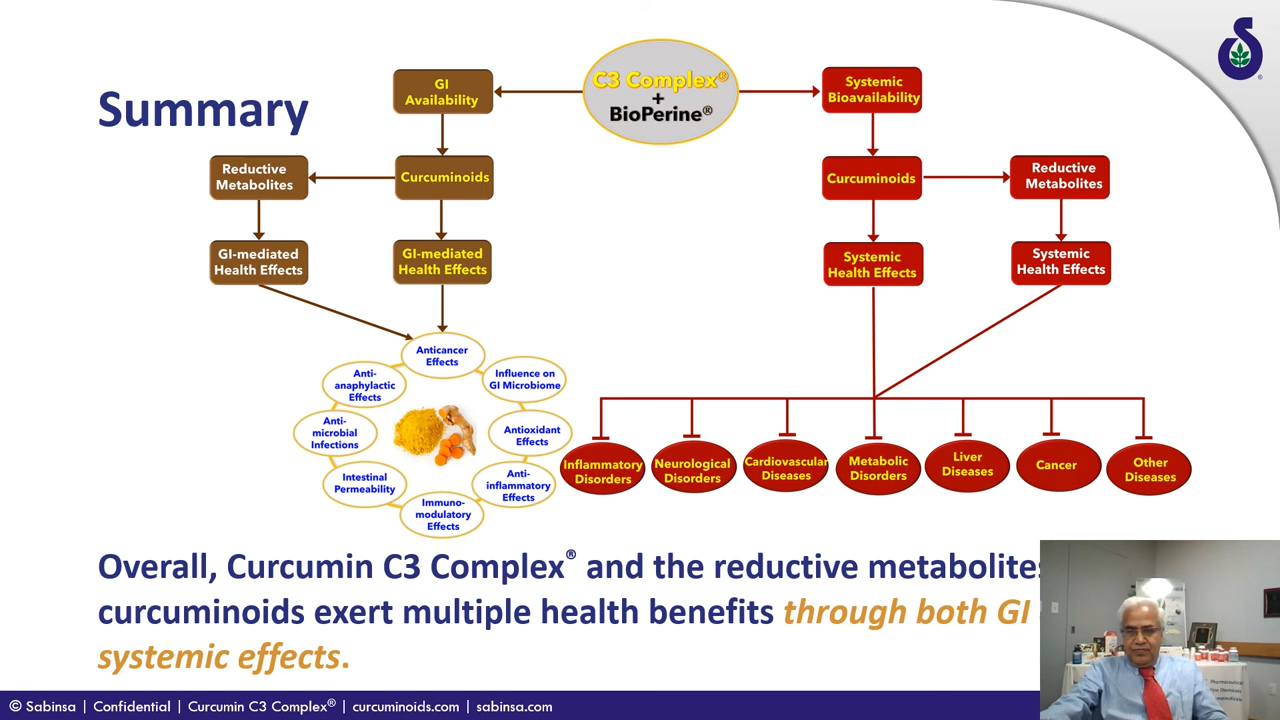 Summary
C3 Complex®
+
BioPerine®
GI
Availability
Reductive
Metabolites
Curcuminoids
GI-mediated
Health Effects
GI-mediated
Health Effects
Systemic
Bioavailability
Curcuminoids
Reductive
Metabolites
Systemic
Health Effects
Systemic
Health Effects
Anticancer
Effects
Influence on
GI Microbiome
Antioxidant
Effects
Anti-
inflammatory
Effects
Immuno-
modulatory
Effects
Intestinal
Permeability
Anti-
microbial
Infections
Anti-
anaphylactic
Effects
Inflammatory
Disorders
Neurological
Disorders
Cardiovascular
Diseases
Metabolic
Disorders
Liver
Diseases
Cancer
Other
Diseases
Overall, Curcumin C3 Complex® and the reductive metabolites
curcuminoids exert multiple health benefits through both GI
systemic effects.
© Sabinsa | Confidential | Curcumin C3 Complex® | curcuminoids.com | sabinsa.com